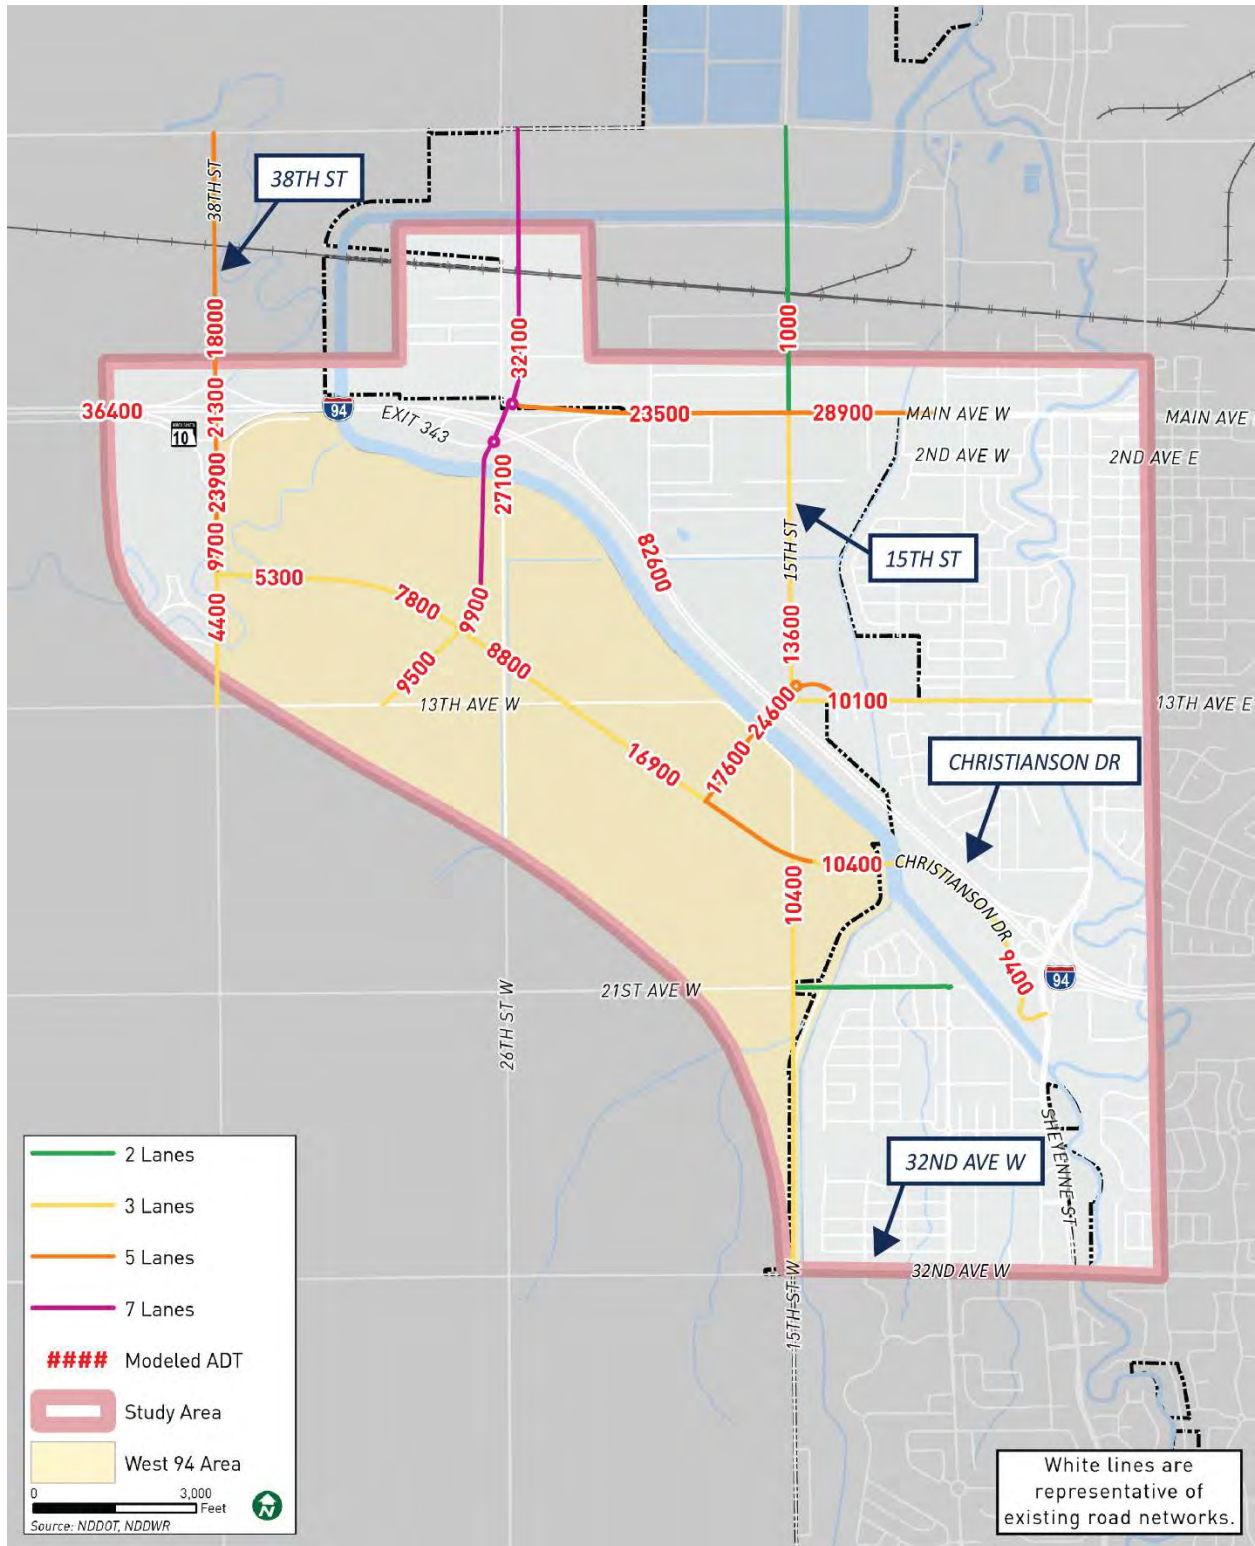 38TH ST
38TH ST
18000
32100
1000
21300
36400
94
EXIT 343
23500
28900
MAIN AVE W
MAIN AVE
10
2ND AVE W
2ND AVE E
23900
27100
15TH ST
15TH ST
82600
9700
5300
7800
9900
4400
13600
8800
9500
13TH AVE W
10100
13TH AVE E
24600
17600
16900
CHRISTIANSON DR
10400
CHRISTIANSON DR
10400
9400
94
21ST AVE W
26TH ST W
SHEYENNE ST
32ND AVE W
32ND AVE W
15TH ST W
2 Lanes
3 Lanes
5 Lanes
7 Lanes
#### Modeled ADT
Study Area
West 94 Area
0 3,000
Feet
N
Source: NDDOT, NDDWR
White lines are
representative of
existing road networks.